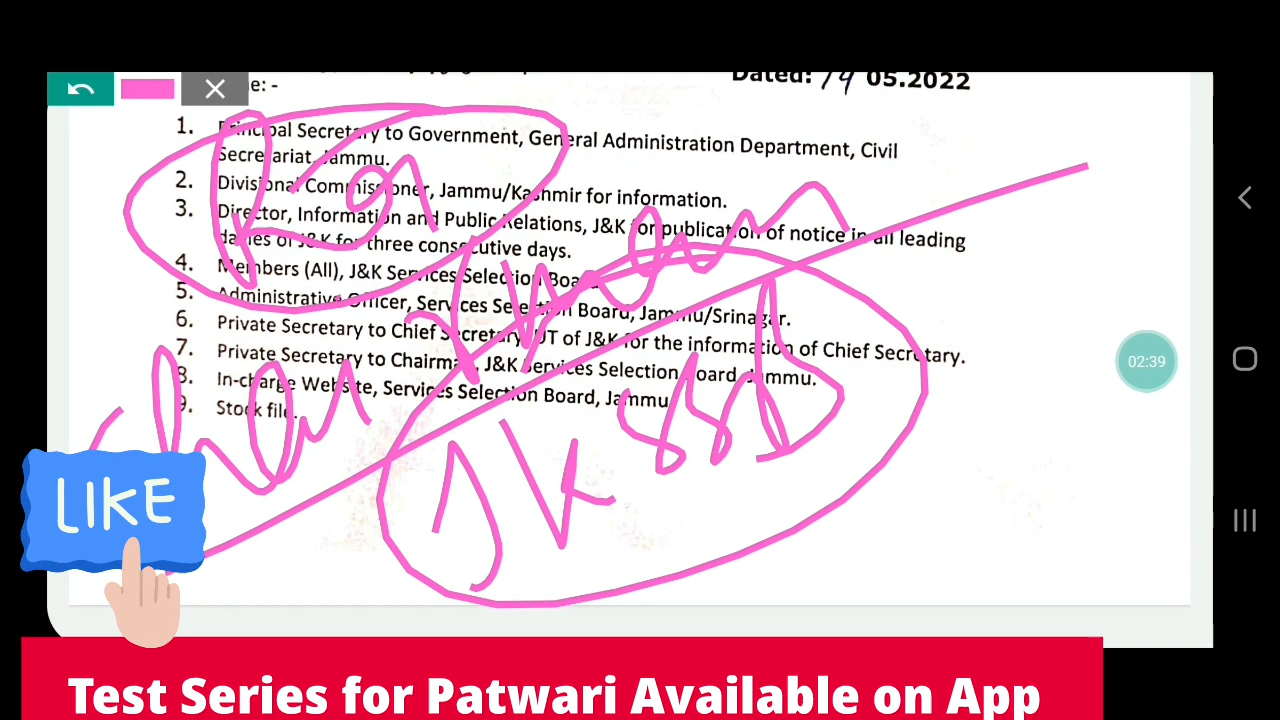 e: -
Dated: 19 05.2022
1. Principal Secretary to Government, General Administration Department, Civil
Secretariat, Jammu.
2. Divisional Commissioner, Jammu/Kashmir for information.
3. Director, Information and Public Relations, J&K for publication of notice in all leading
dailies of J&K for three consecutive days.
4. Members (All), J&K Services Selection Board.
5. Administrative Officer, Services Selection Board, Jammu/Srinagar.
6. Private Secretary to Chief Secretary, UT of J&K for the information of Chief Secretary.
7. Private Secretary to Chairman, J&K Services Selection Board Jammu.
8. In-charge Website, Services Selection Board, Jammu
9. Stock file.
JKSSB
02:39
LIKE
Test Series for Patwari Available on App